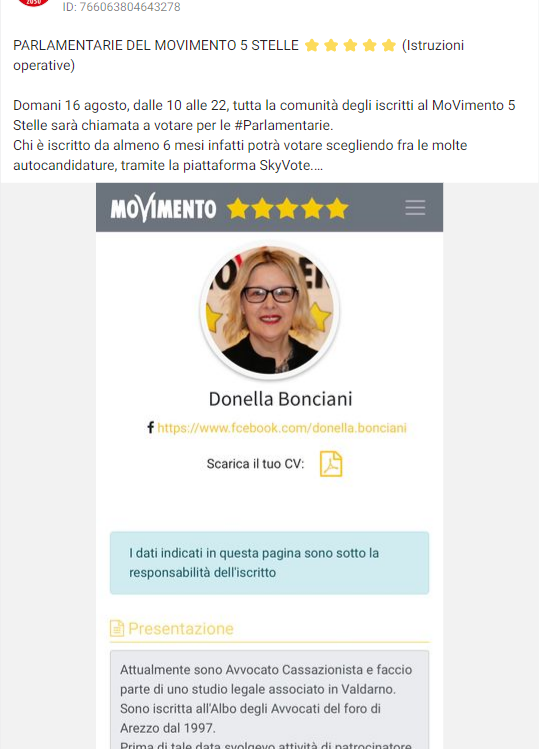 2050
ID: 766063804643278
PARLAMENTARIE DEL MOVIMENTO 5 STELLE ⭐⭐⭐⭐⭐ (Istruzioni
operative)
Domani 16 agosto, dalle 10 alle 22, tutta la comunità degli iscritti al MoVimento 5
Stelle sarà chiamata a votare per le #Parlamentarie.
Chi è iscritto da almeno 6 mesi infatti potrà votare scegliendo fra le molte
autocandidature, tramite la piattaforma SkyVote....
MOVIMENTO
Donella Bonciani
https://www.fcebook.com/donella.bonciani
Scarica il tuo CV:
I dati indicati in questa pagina sono sotto la
responsabilità dell'iscritto
Presentazione
Attualmente sono Avvocato Cassazionista e faccio
parte di uno studio legale associato in Valdarno.
Sono iscritta all'Albo degli Avvocati del foro di
Arezzo dal 1997.
Prima di tale data svolgevo attività di patrocinatore